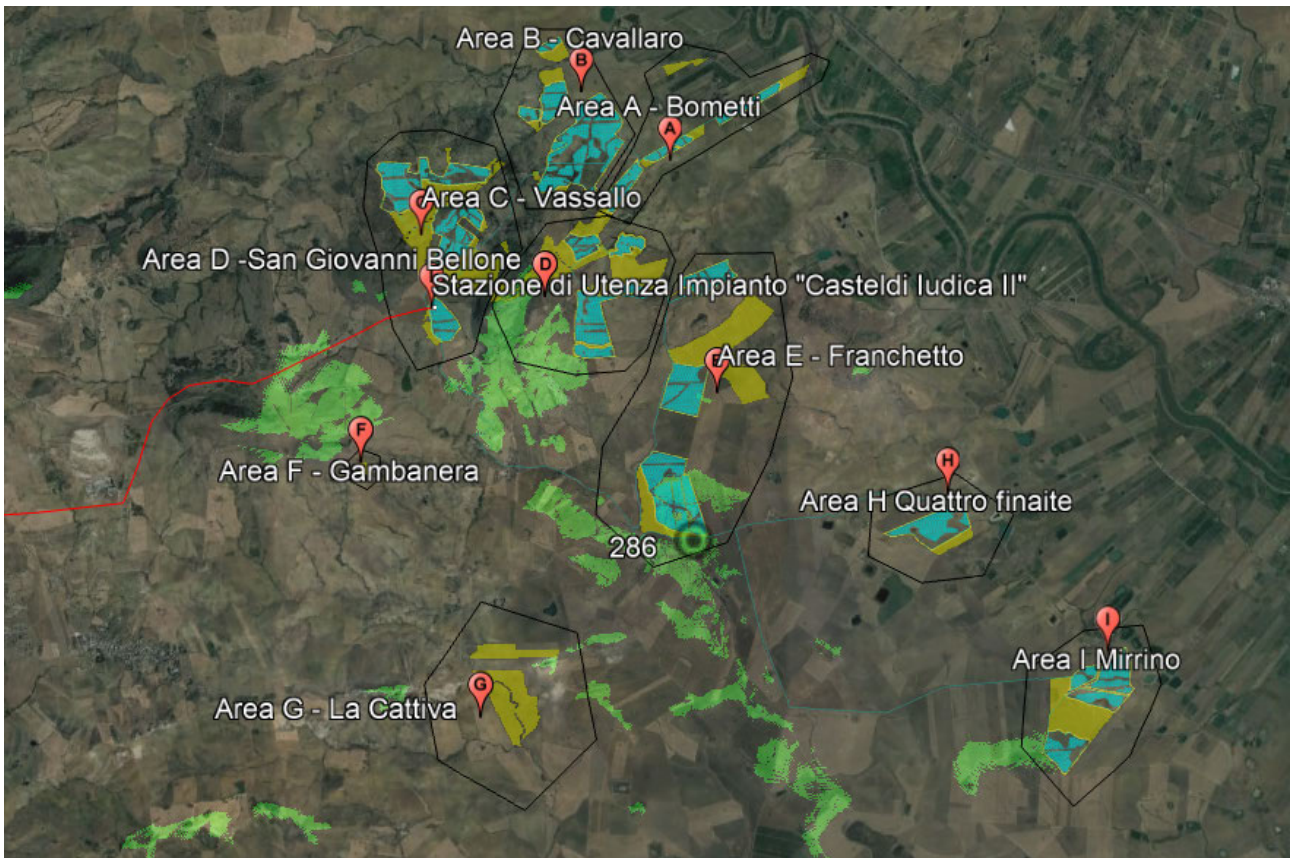 Area B - Cavallaro
B
Area A - Bometti
A
Area C - Vassallo
Area D -San Giovanni Bellone
D
Stazione di Utenza Impianto "Casteldi Iudica II"
Area E - Franchetto
F
Area F - Gambanera
H
Area H Quattro finaite
286
I
Area I Mirrino
G
Area G - La Cattiva